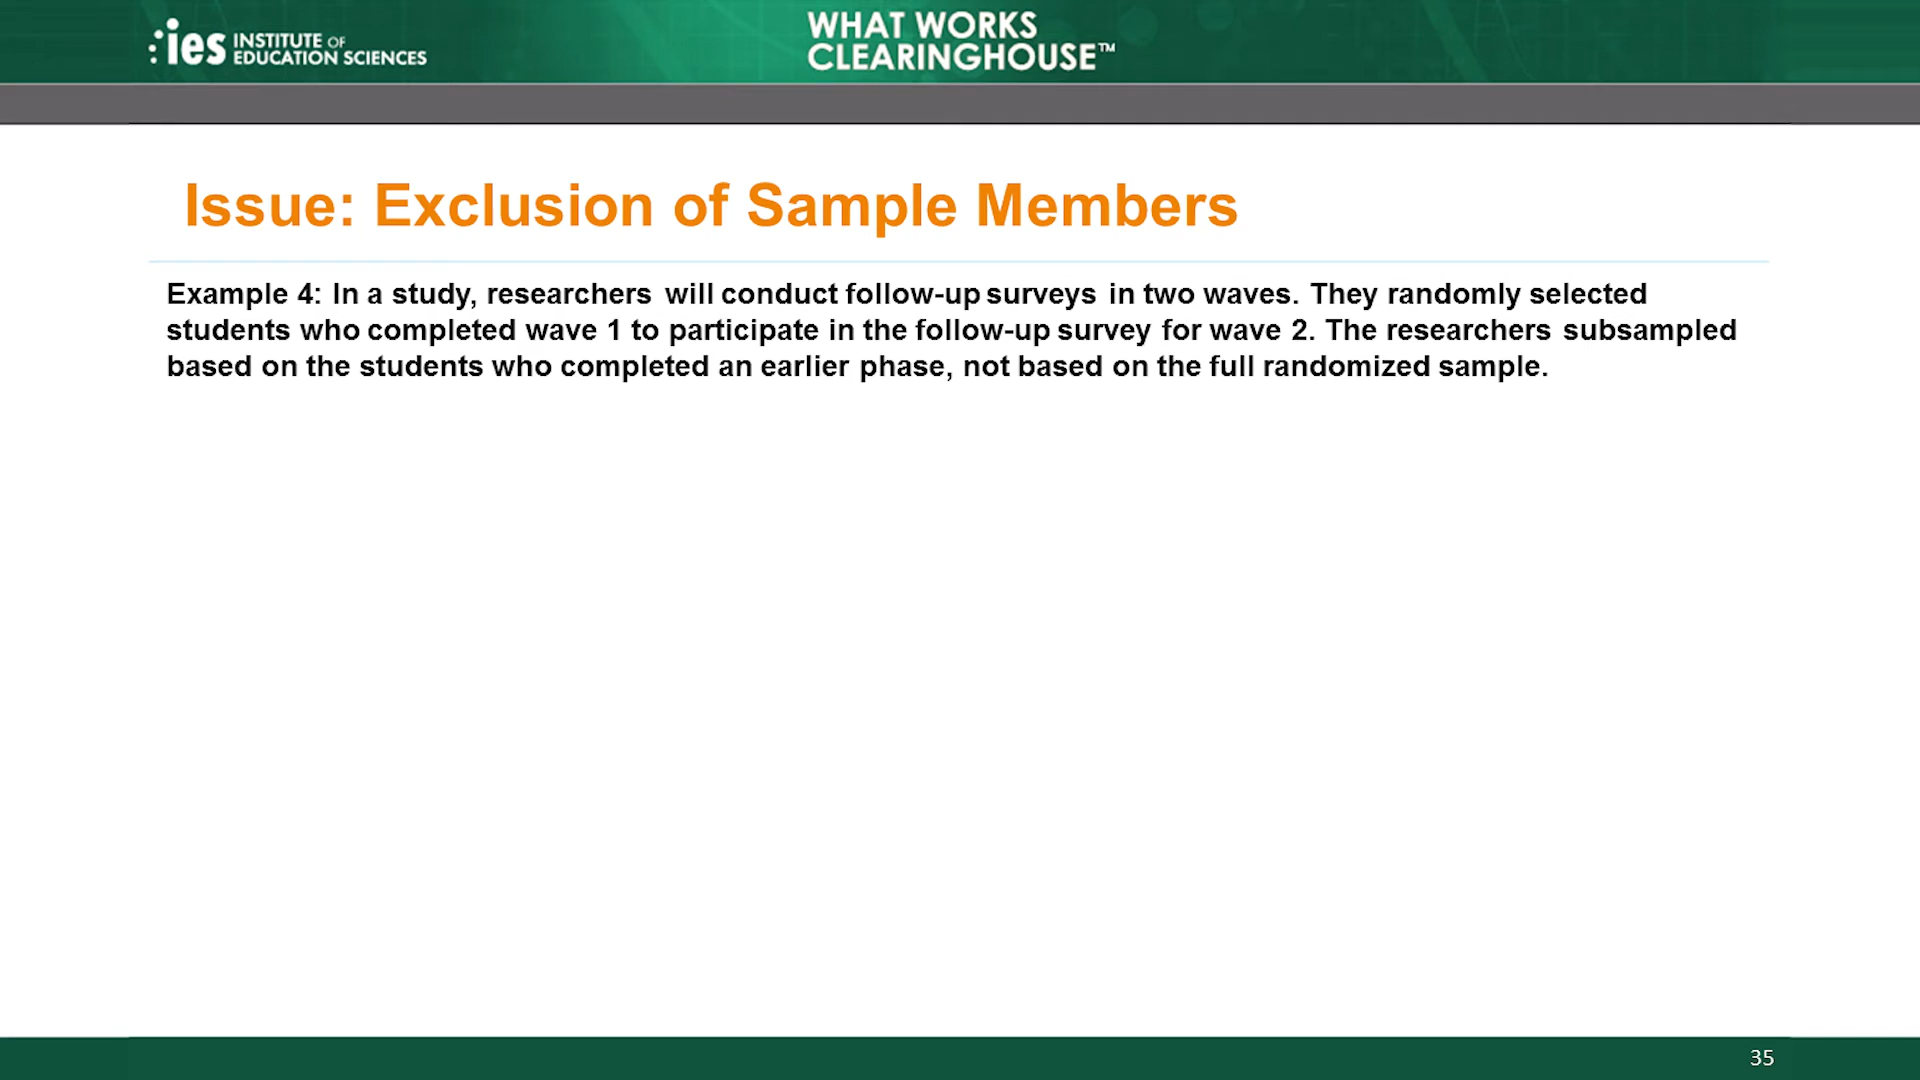 ies INSTITUTE OF
EDUCATION SCIENCES
WHAT WORKS
CLEARINGHOUSE™
Issue: Exclusion of Sample Members
Example 4: In a study, researchers will conduct follow-up surveys in two waves. They randomly selected
students who completed wave 1 to participate in the follow-up survey for wave 2. The researchers subsampled
based on the students who completed an earlier phase, not based on the full randomized sample.
35